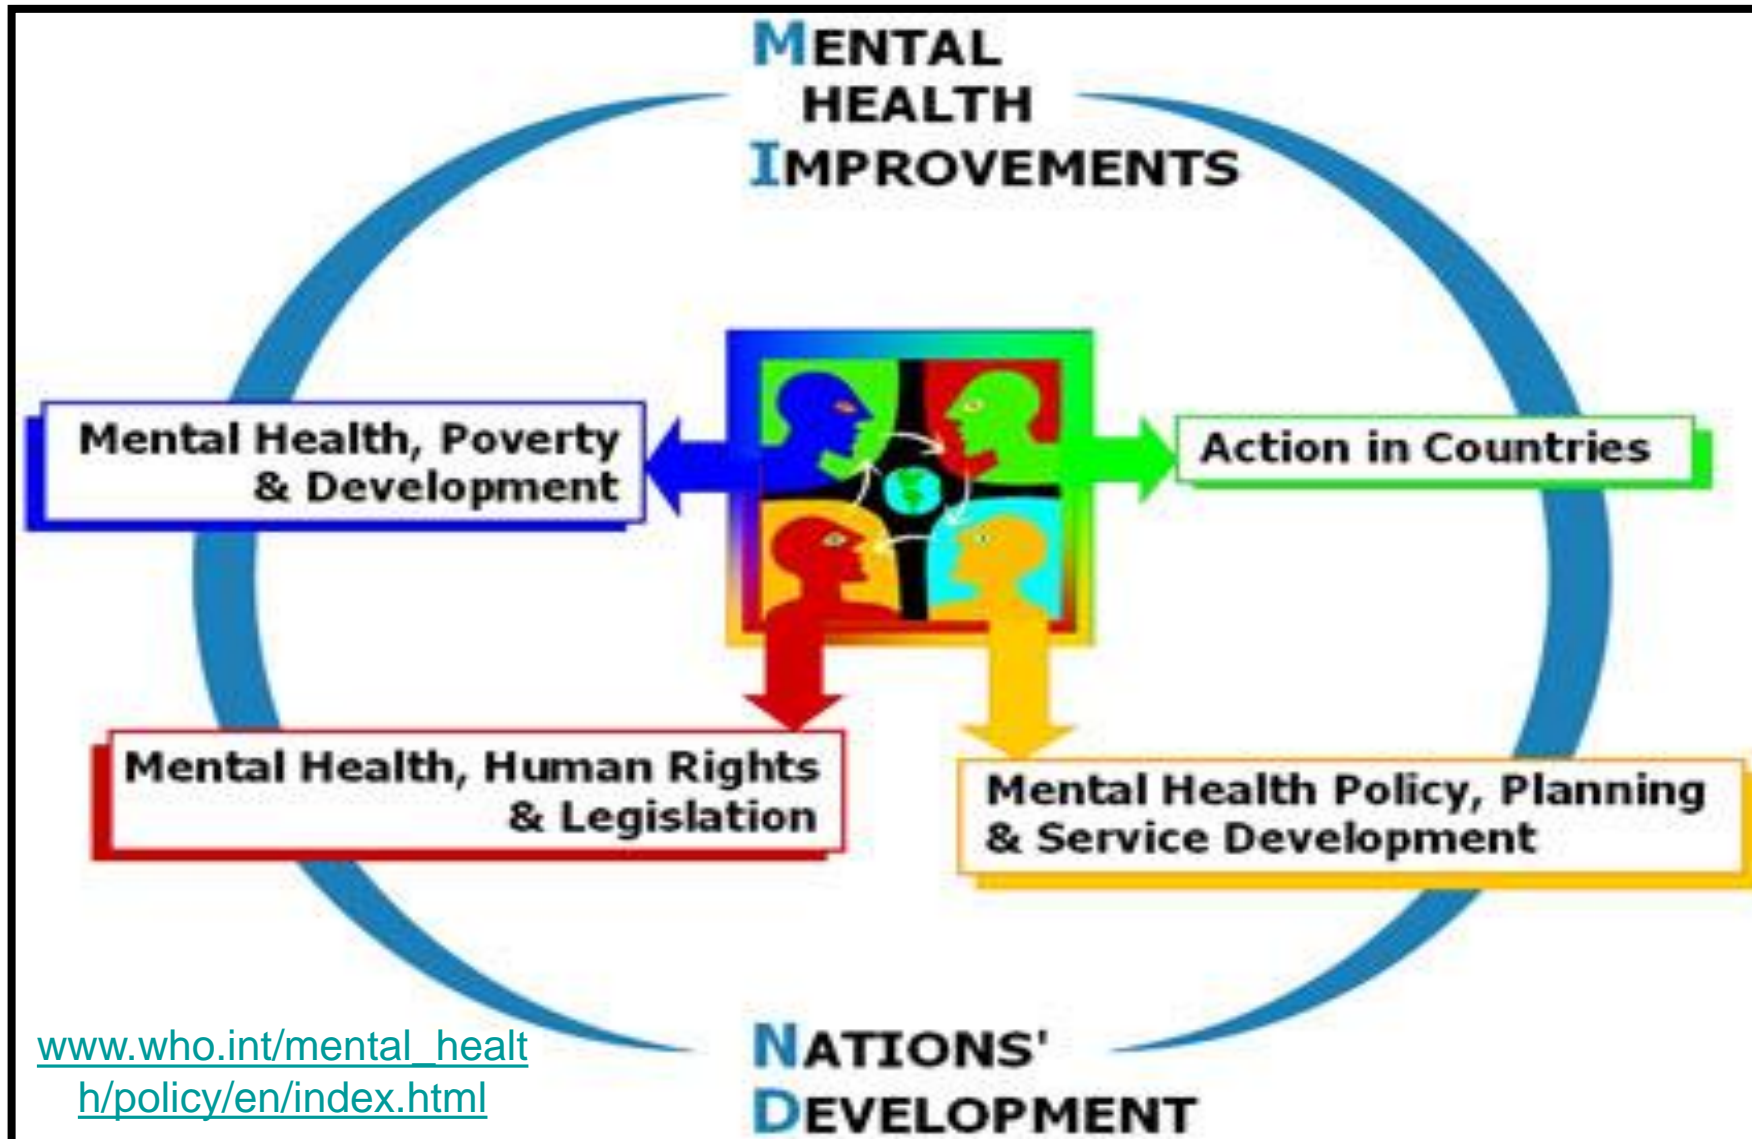 MENTAL
HEALTH
IMPROVEMENTS
Mental Health, Poverty
& Development
Action in Countries
Mental Health, Human Rights
& Legislation
Mental Health Policy, Planning
& Service Development
www.who.int/mental_healt
h/policy/en/index.html
NATIONS'
DEVELOPMENT